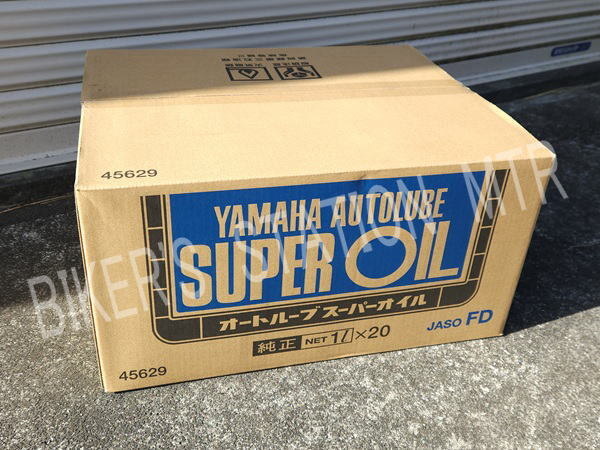 45629
YAMAHA AUTOLUBE
SUPER OIL
オートルーブスーパーオイル
純正 NET 1ℓ×20
JASO FD
45629
BIKER'S STATION MTR